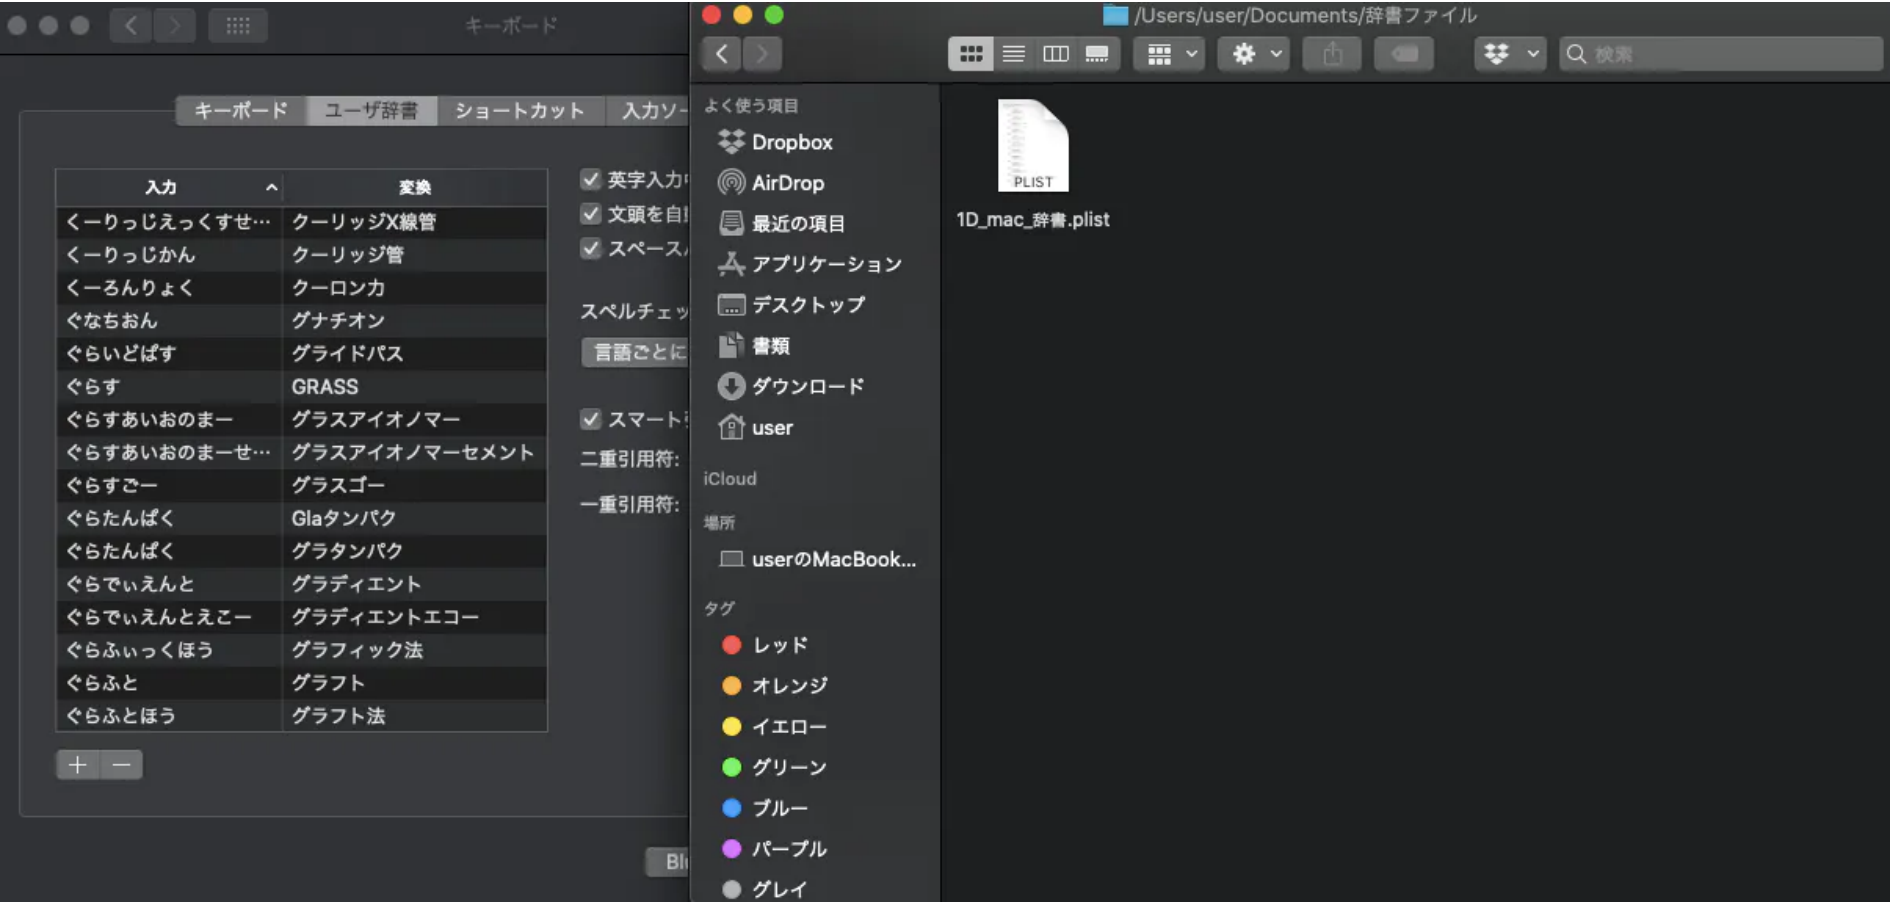 キーボード
キーボード
ユーザ辞書
ショートカット
入力ソー
入力
変換
くーりっじえっくすせ…
クーリッジX線管
くーりっじかん
クーリッジ管
くーろんりょく
クーロン力
ぐなちおん
グナチオン
ぐらいどぱす
グライドパス
ぐらす
GRASS
ぐらすあいおのまー
グラスアイオノマー
ぐらすあいおのまーせ…
グラスアイオノマーセメント
ぐらすごー
グラスゴー
ぐらたんぱく
Glaタンパク
ぐらたんぱく
グラタンパク
ぐらでぃえんと
グラディエント
ぐらでぃえんとえこー
グラディエントエコー
ぐらふぃっくほう
グラフィック法
ぐらふと
グラフト
ぐらふとほう
グラフト法
英字入力
文頭を自
スペース
スペルチェッ
言語ごとに
スマート
二重引用符:
一重引用符:
Blu
/Users/user/Documents/辞書ファイル
検索
よく使う項目
Dropbox
AirDrop
最近の項目
アプリケーション
デスクトップ
書類
ダウンロード
user
iCloud
場所
userのMacBook...
タグ
レッド
オレンジ
イエロー
グリーン
ブルー
パープル
グレイ
PLIST
1D_mac_辞書.plist